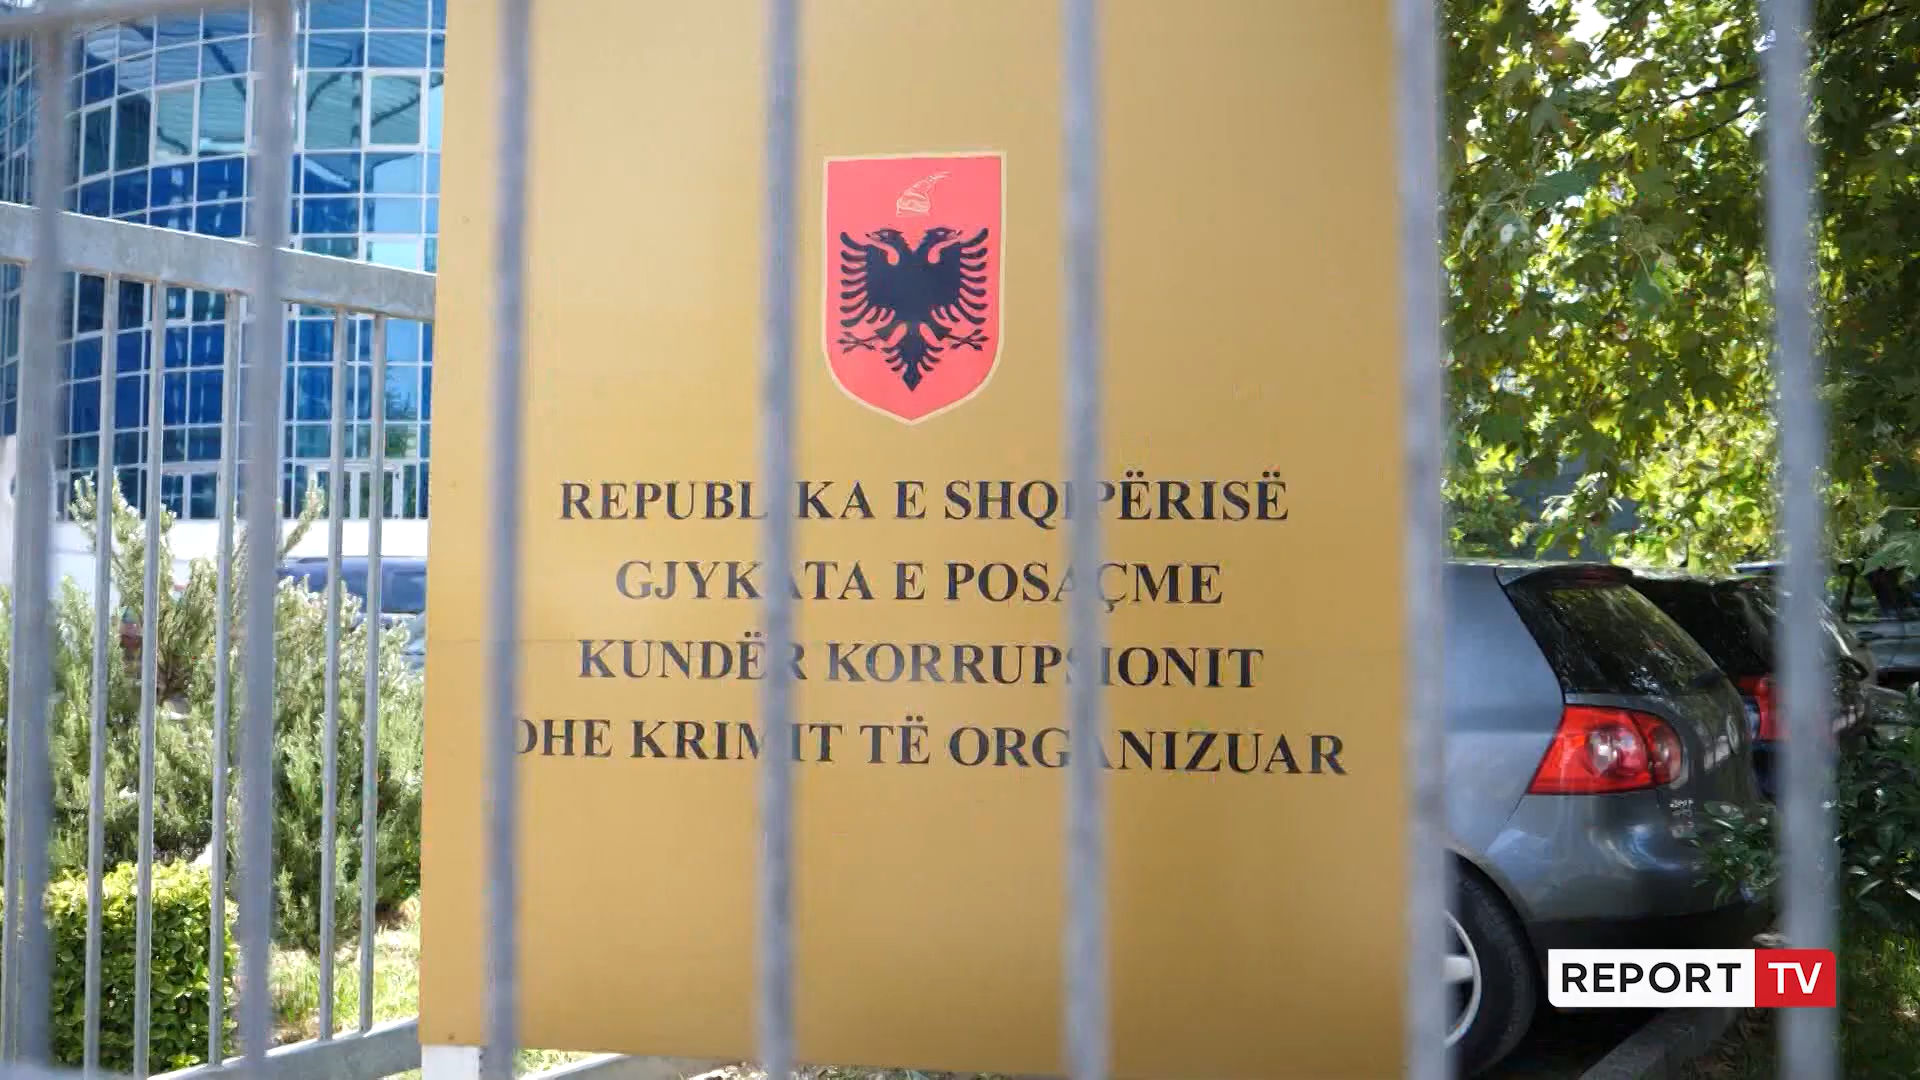 REPUBLIKA E SHQIPËRISË
GJYKATA E POSAÇME
KUNDËR KORRUPSIONIT
DHE KRIMIT TË ORGANIZUAR
REPORT TV